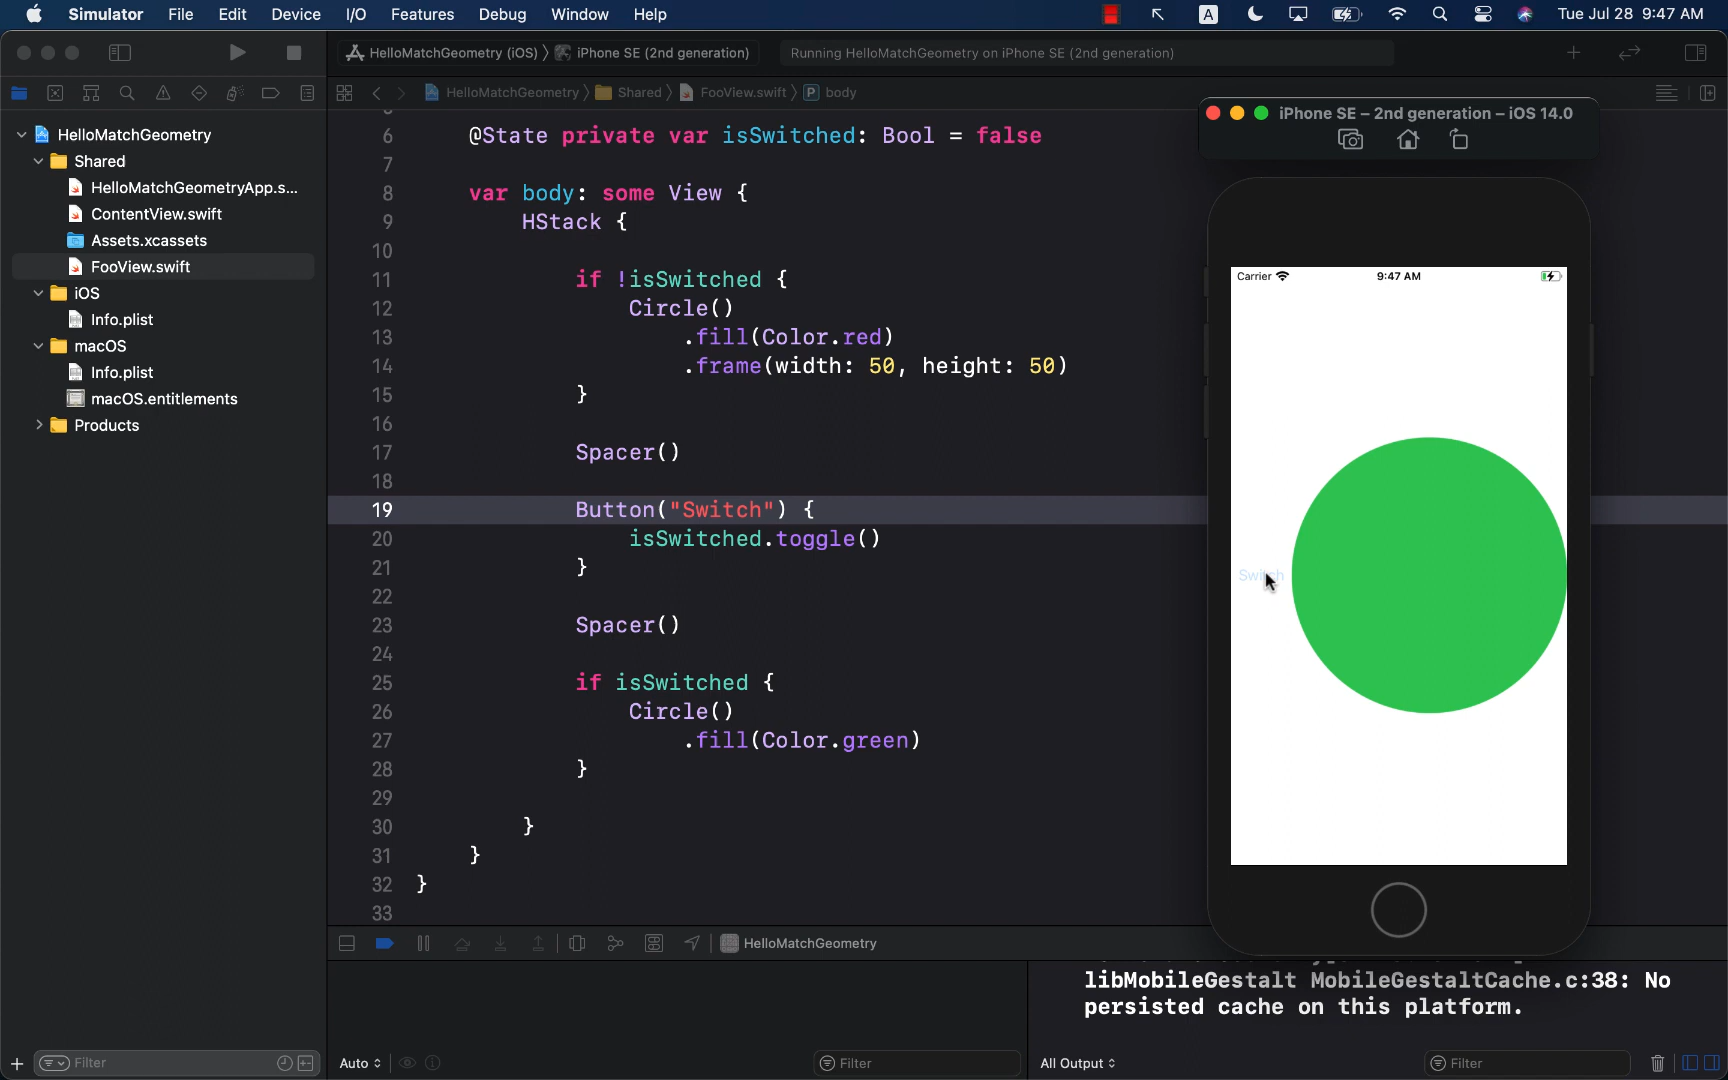 Simulator File Edit Device I/O Features Debug Window Help A Tue Jul 28 9:47 AM
HelloMatchGeometry (iOS) iPhone SE (2nd generation) Running HelloMatchGeometry on iPhone SE (2nd generation)
HelloMatchGeometry Shared FooView.swift P body
HelloMatchGeometry
Shared
HelloMatchGeometryApp.s...
ContentView.swift
Assets.xcassets
FooView.swift
iOS
Info.plist
macOS
Info.plist
macOS.entitlements
Products
6 @State private var isSwitched: Bool = false
7
8 var body: some View {
9 HStack {
10
11 if !isSwitched {
12 Circle()
13 .fill(Color.red)
14 .frame(width: 50, height: 50)
15 }
16
17 Spacer()
18
19 Button("Switch") {
20 isSwitched.toggle()
21 }
22
23 Spacer()
24
25 if isSwitched {
26 Circle()
27 .fill(Color.green)
28 }
29
30 }
31 }
32 }
33
iPhone SE – 2nd generation – iOS 14.0
Carrier 9:47 AM
Switch
HelloMatchGeometry
libMobileGestalt MobileGestaltCache.c:38: No
persisted cache on this platform.
Filter Auto Filter All Output Filter